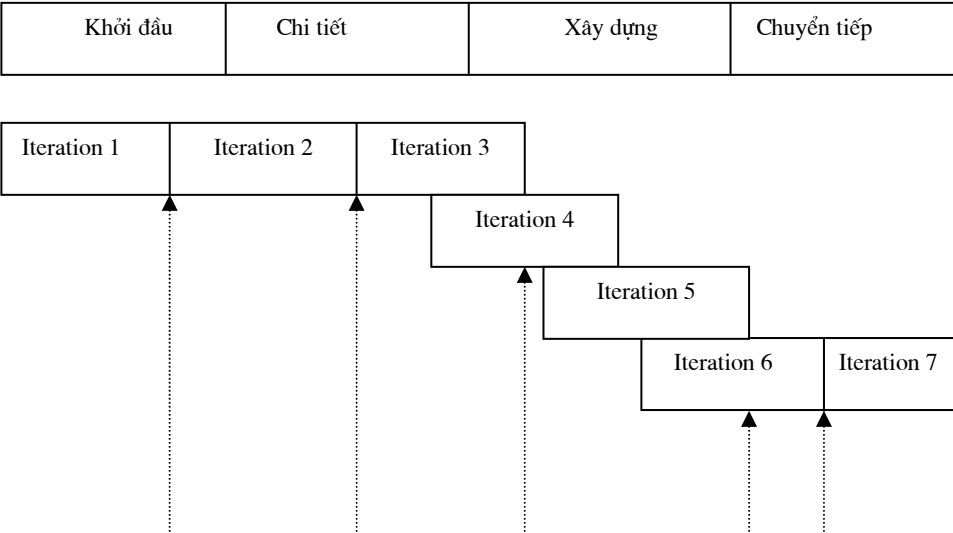 Khởi đầu Chi tiết Xây dựng Chuyển tiếp
Iteration 1 Iteration 2 Iteration 3
Iteration 4
Iteration 5
Iteration 6 Iteration 7